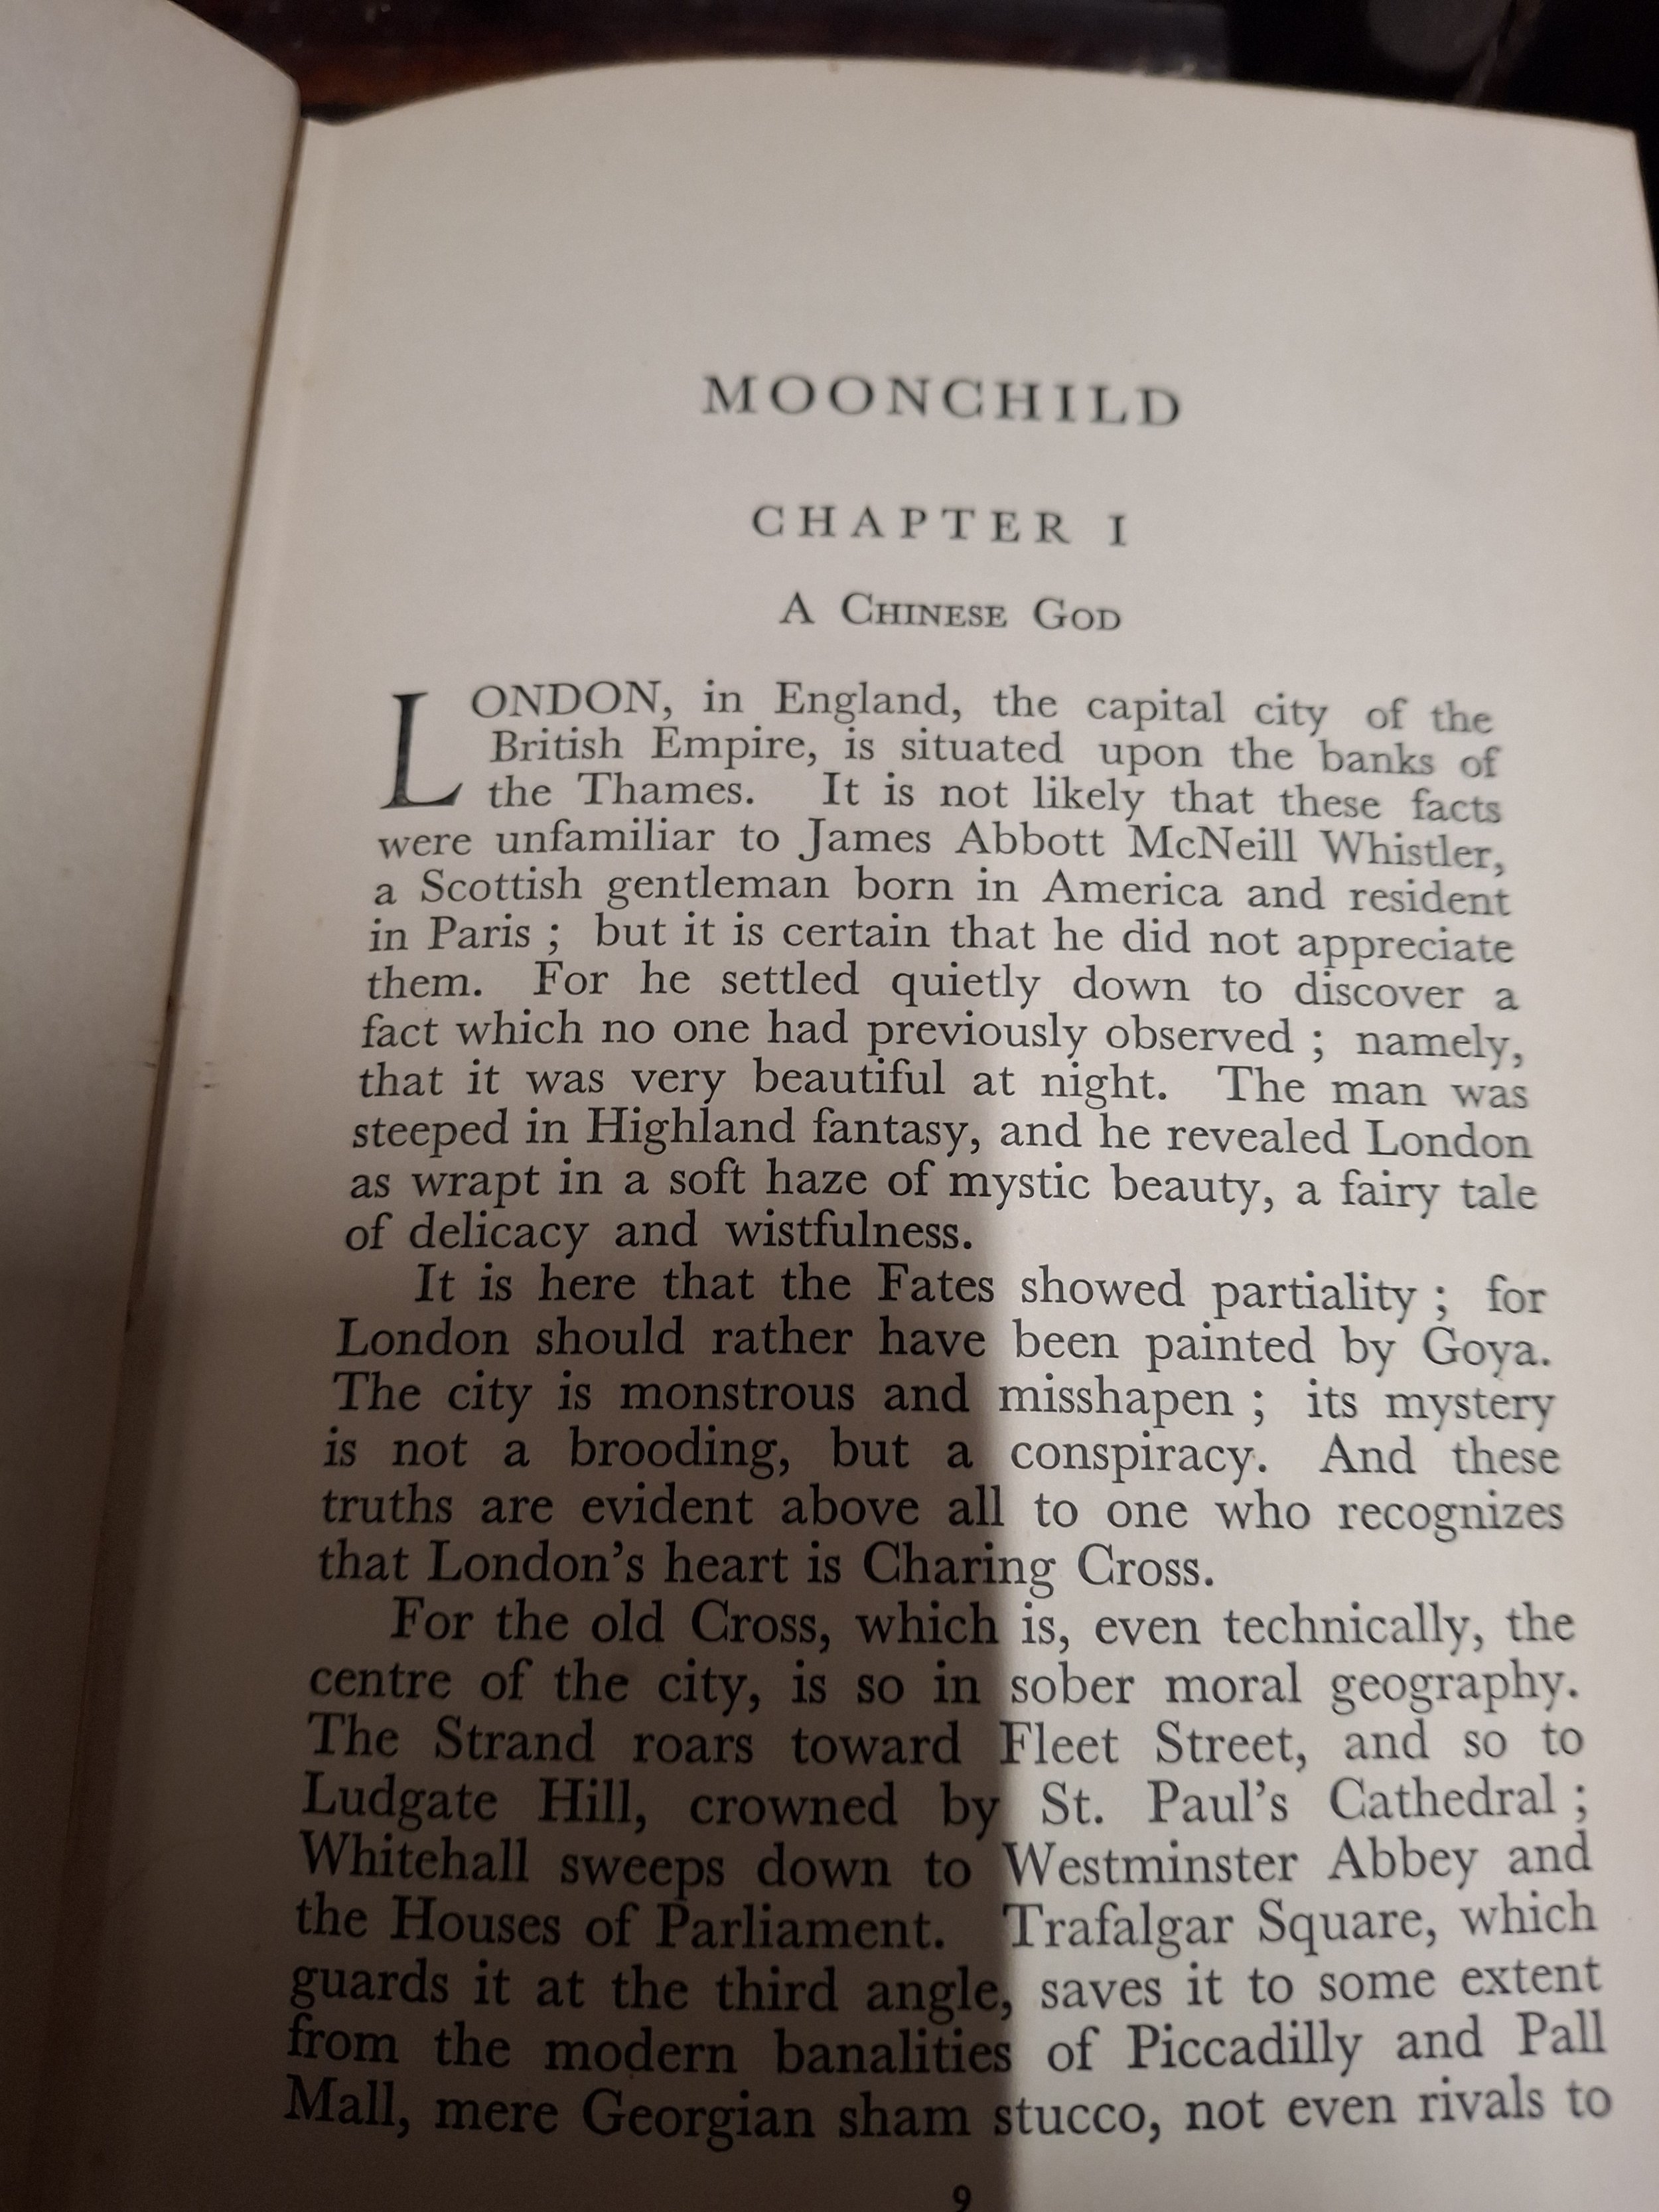 MOONCHILD
CHAPTER I
A CHINESE GOD
LONDON, in England, the capital city of the
British Empire, is situated upon the banks of
the Thames. It is not likely that these facts
were unfamiliar to James Abbott McNeill Whistler,
a Scottish gentleman born in America and resident
in Paris ; but it is certain that he did not appreciate
them. For he settled quietly down to discover a
fact which no one had previously observed ; namely,
that it was very beautiful at night. The man was
steeped in Highland fantasy, and he revealed London
as wrapt in a soft haze of mystic beauty, a fairy tale
of delicacy and wistfulness.
It is here that the Fates showed partiality ; for
London should rather have been painted by Goya.
The city is monstrous and misshapen ; its mystery
is not a brooding, but a conspiracy. And these
truths are evident above all to one who recognizes
that London's heart is Charing Cross.
For the old Cross, which is, even technically, the
centre of the city, is so in sober moral geography.
The Strand roars toward Fleet Street, and so to
Ludgate Hill, crowned by St. Paul's Cathedral ;
Whitehall sweeps down to Westminster Abbey and
the Houses of Parliament. Trafalgar Square, which
guards it at the third angle, saves it to some extent
from the modern banalities of Piccadilly and Pall
Mall, mere Georgian sham stucco, not even rivals to
9